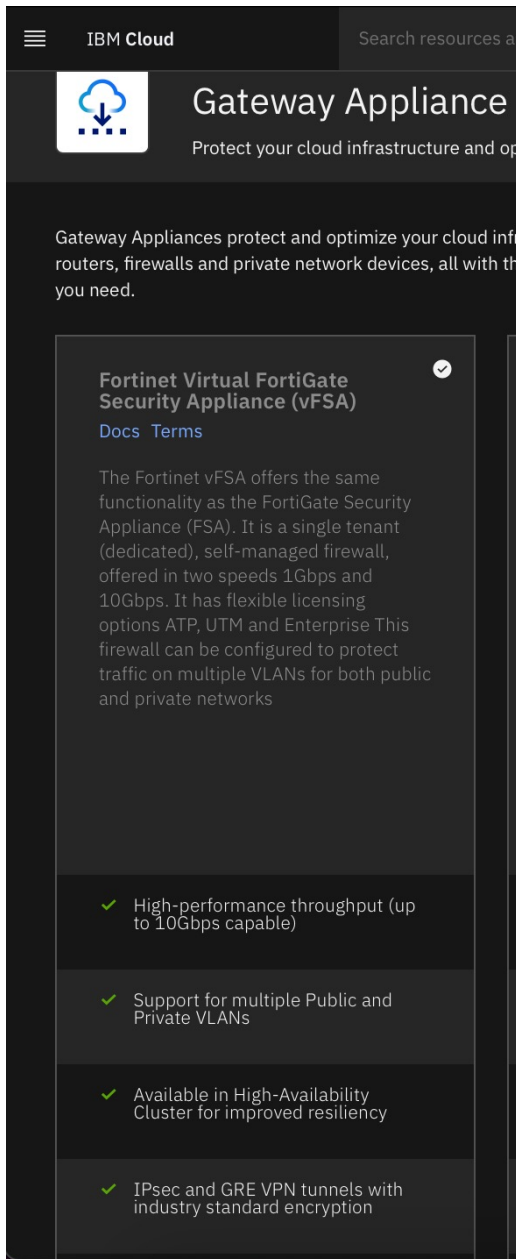 IBM Cloud
Search resources a
Gateway Appliance
Protect your cloud infrastructure and op
Gateway Appliances protect and optimize your cloud infr
routers, firewalls and private network devices, all with th
you need.
Fortinet Virtual FortiGate
Security Appliance (vFSA)
Docs Terms
The Fortinet vFSA offers the same
functionality as the FortiGate Security
Appliance (FSA). It is a single tenant
(dedicated), self-managed firewall,
offered in two speeds 1Gbps and
10Gbps. It has flexible licensing
options ATP, UTM and Enterprise This
firewall can be configured to protect
traffic on multiple VLANs for both public
and private networks
High-performance throughput (up
to 10Gbps capable)
Support for multiple Public and
Private VLANs
Available in High-Availability
Cluster for improved resiliency
IPsec and GRE VPN tunnels with
industry standard encryption